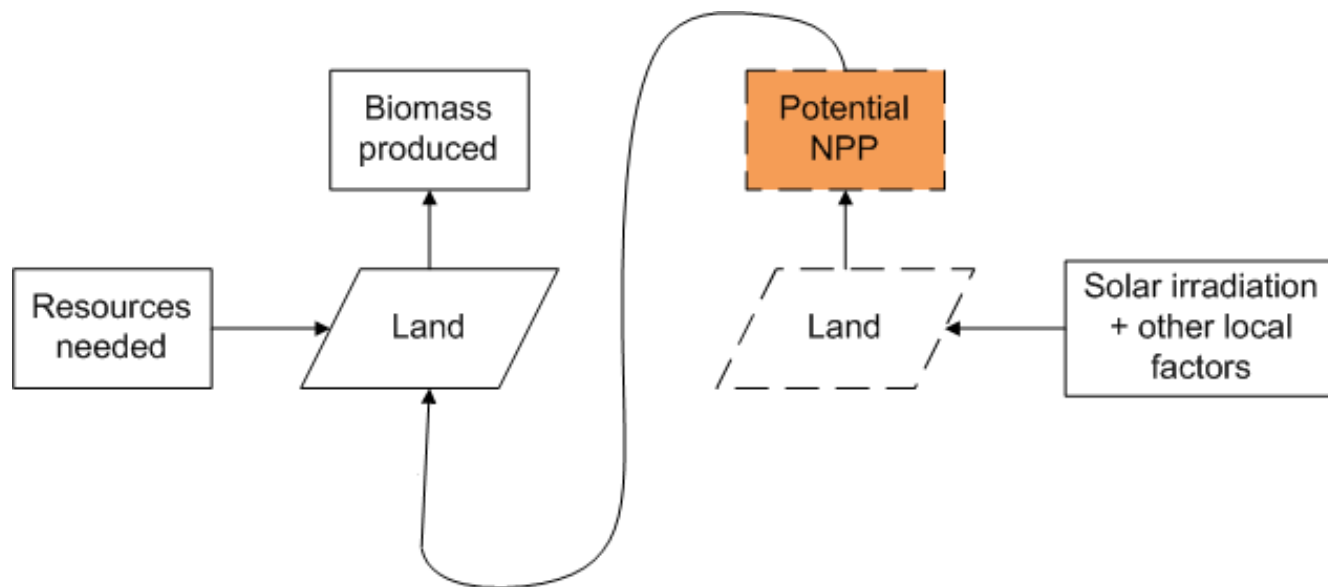 Biomass
produced
Potential
NPP
Resources
needed
Land
Land
Solar irradiation
+ other local
factors